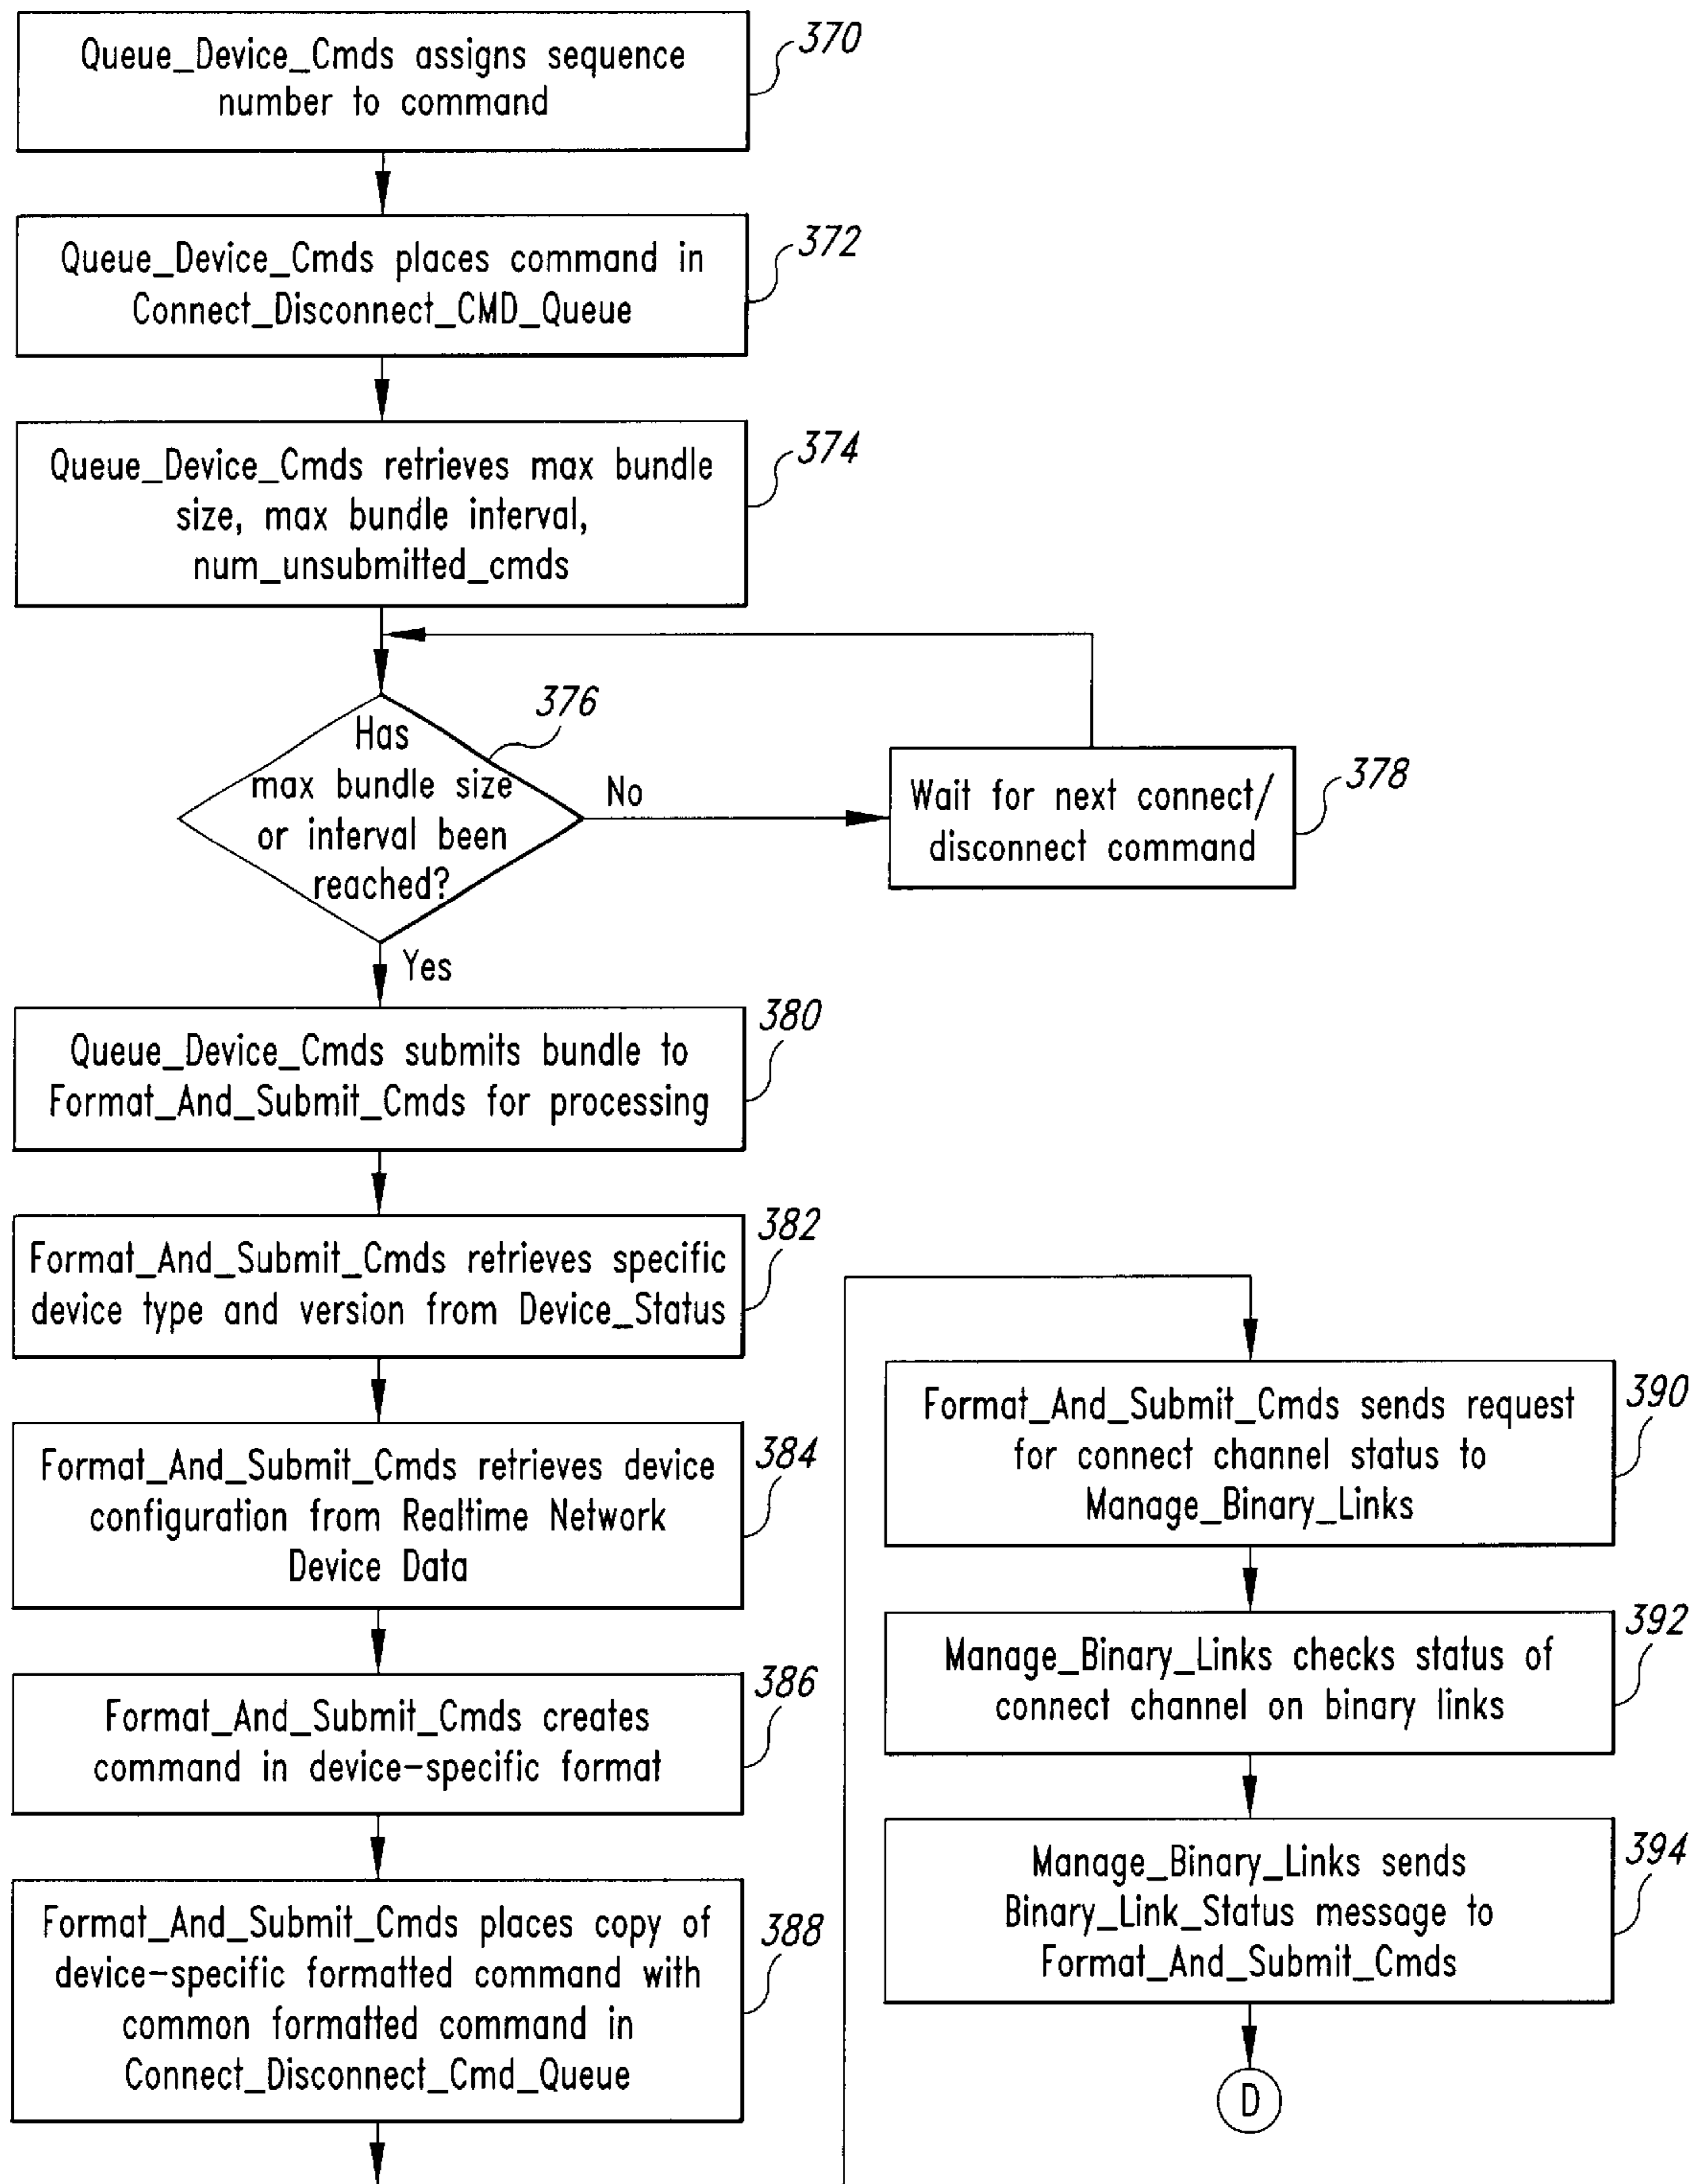 Queue_Device_Cmds assigns sequence
number to command
370
Queue_Device_Cmds places command in
Connect_Disconnect_CMD_Queue
372
Queue_Device_Cmds retrieves max bundle
size, max bundle interval,
num_unsubmitted_cmds
374
Has
max bundle size
or interval been
reached?
376
No
Wait for next connect/
disconnect command
378
Yes
Queue_Device_Cmds submits bundle to
Format_And_Submit_Cmds for processing
380
Format_And_Submit_Cmds retrieves specific
device type and version from Device_Status
382
Format_And_Submit_Cmds retrieves device
configuration from Realtime Network
Device Data
384
Format_And_Submit_Cmds creates
command in device-specific format
386
Format_And_Submit_Cmds places copy of
device-specific formatted command with
common formatted command in
Connect_Disconnect_Cmd_Queue
388
Format_And_Submit_Cmds sends request
for connect channel status to
Manage_Binary_Links
390
Manage_Binary_Links checks status of
connect channel on binary links
392
Manage_Binary_Links sends
Binary_Link_Status message to
Format_And_Submit_Cmds
394
D